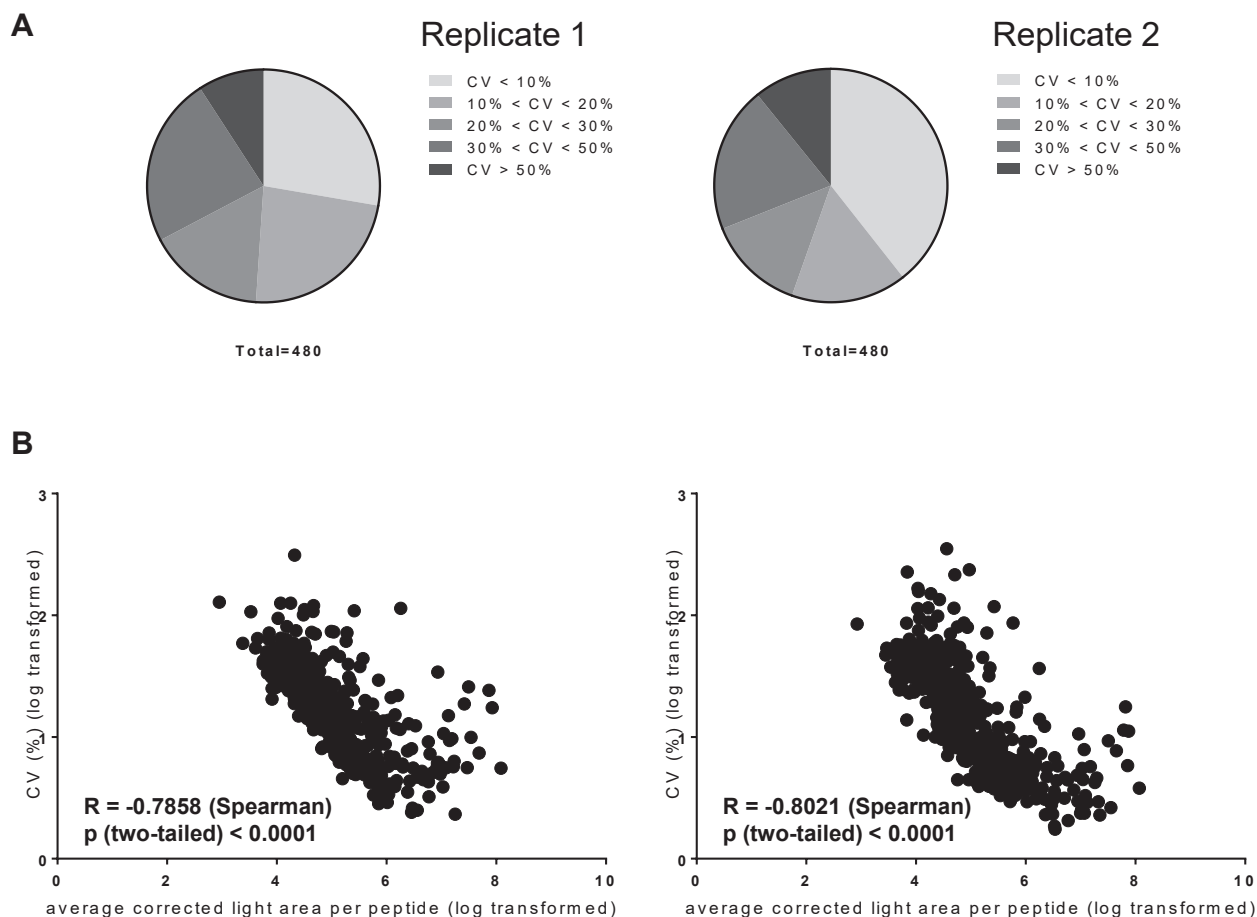 A
Replicate 1
CV < 10%
10% < CV < 20%
20% < CV < 30%
30% < CV < 50%
CV > 50%
Total=480
Replicate 2
CV < 10%
10% < CV < 20%
20% < CV < 30%
30% < CV < 50%
CV > 50%
Total=480
B
CV (%) (log transformed)
3
2
1
0
R = -0.7858 (Spearman)
p (two-tailed) < 0.0001
0 2 4 6 8 10
average corrected light area per peptide (log transformed)
CV (%) (log transformed)
3
2
1
0
R = -0.8021 (Spearman)
p (two-tailed) < 0.0001
0 2 4 6 8 10
average corrected light area per peptide (log transformed)